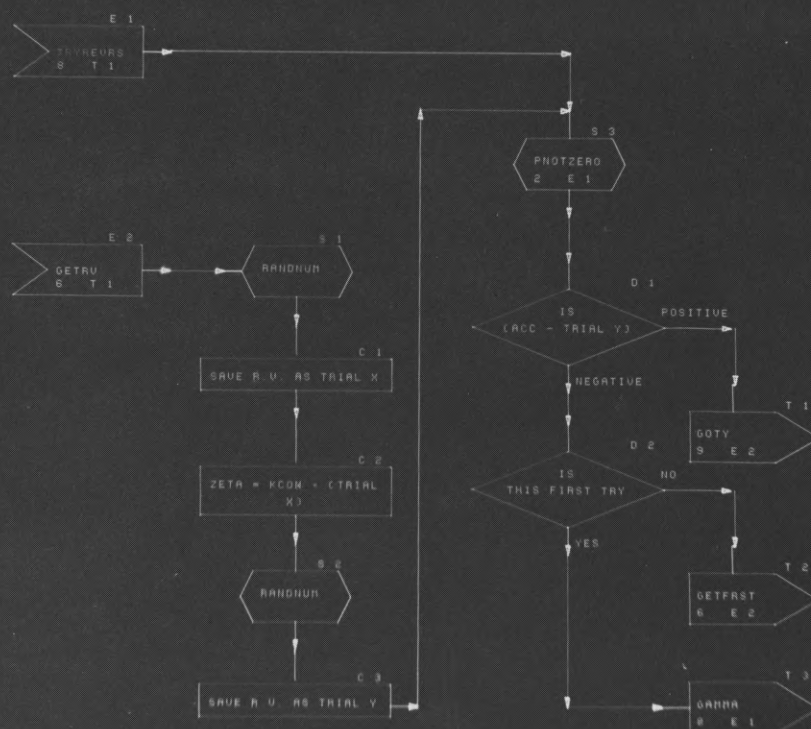 E 1
8 T 1
S 3
PNOTZERO
2 E 1
E 2
GETRV
6 T 1
S 1
RANDNUM
D 1
IS
(ACC - TRIAL Y)
POSITIVE
C 1
SAVE R.V. AS TRIAL X
NEGATIVE
T 1
GOTY
9 E 2
D 2
C 2
ZETA = KCON - (TRIAL
X)
IS
THIS FIRST TRY
NO
S 2
RANDNUM
YES
T 2
GETFRST
6 E 2
C 3
SAVE R.V. AS TRIAL Y
T 3
GAMMA
8 E 1